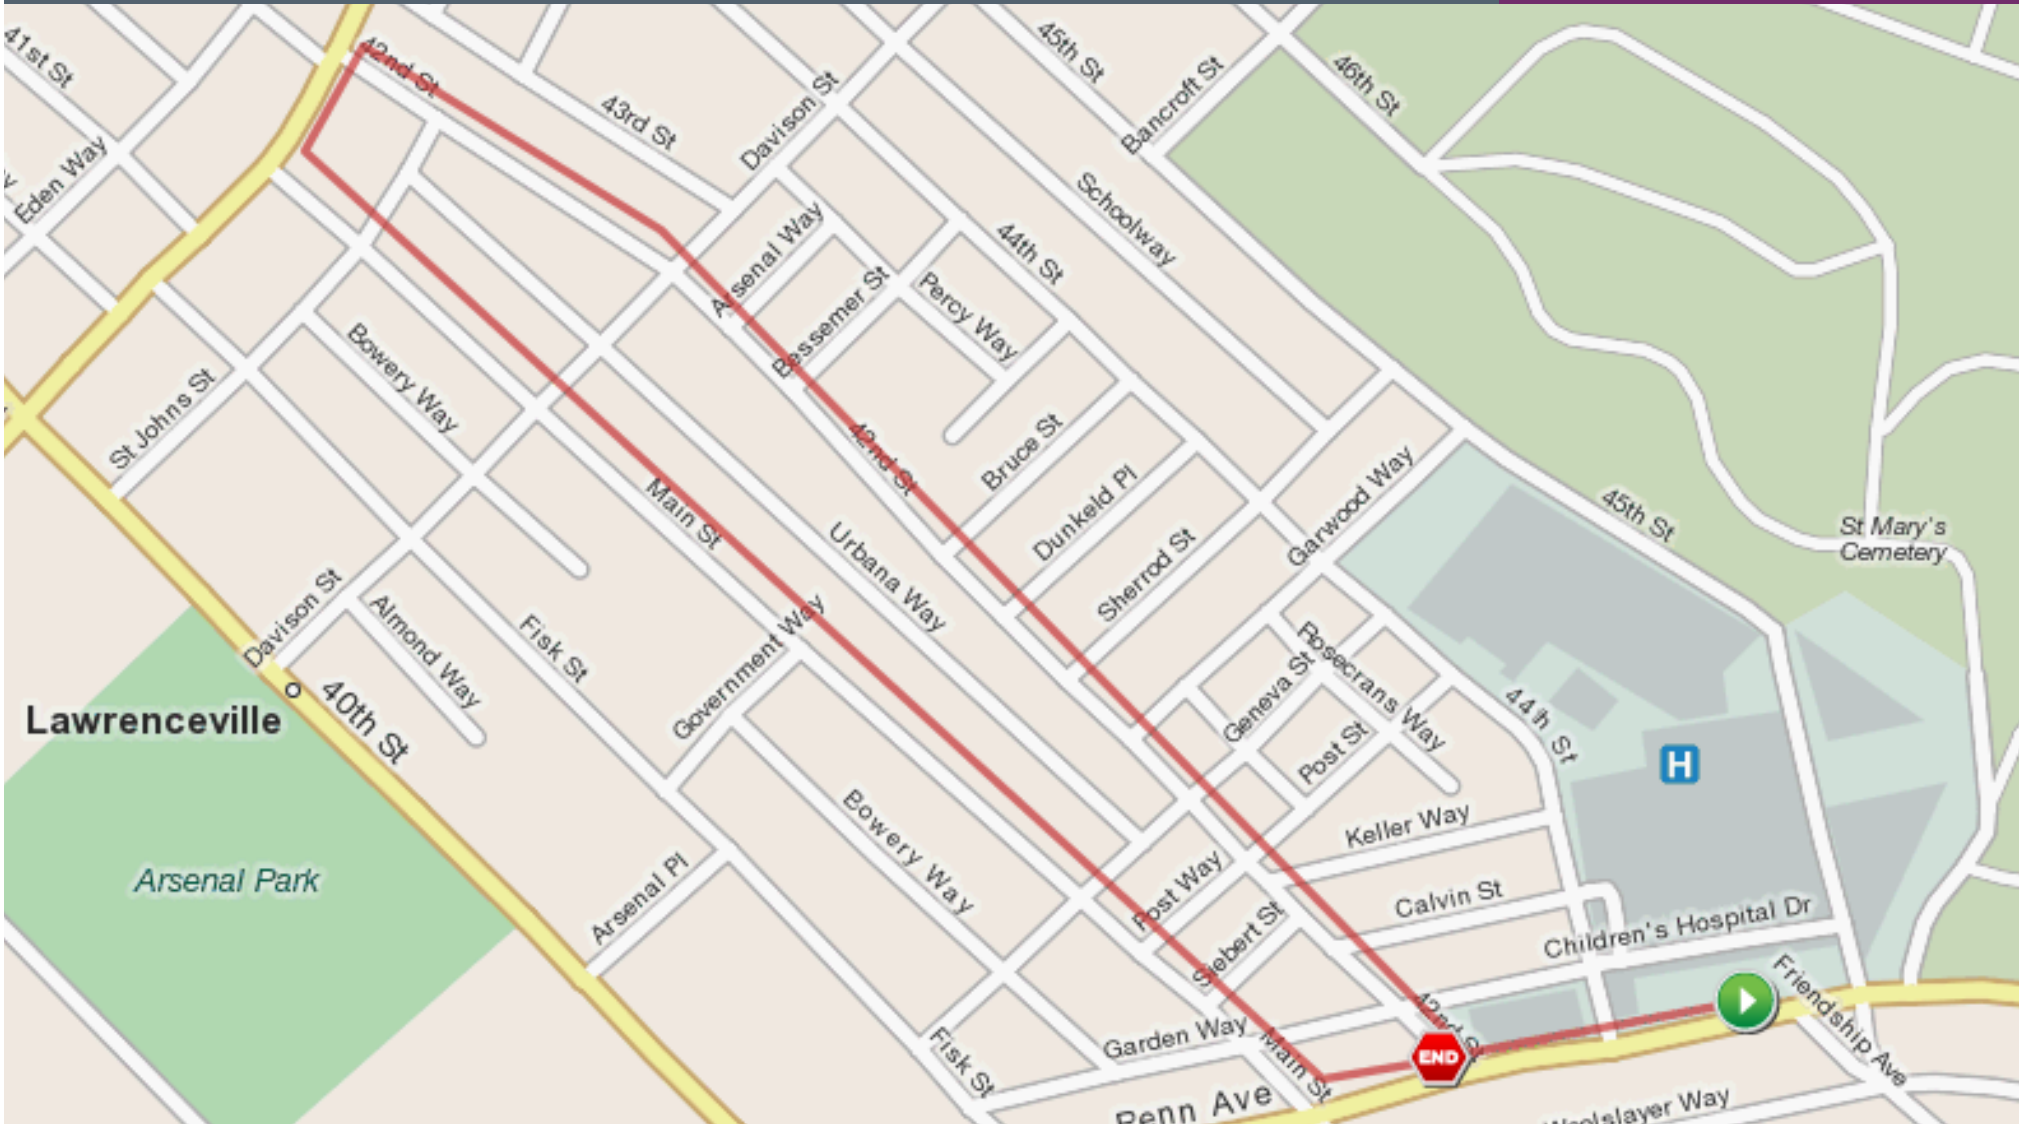 41st St
42nd St
43rd St
Davison St
45th St
Bancroft St
46th St
Eden Way
Schoolway
Arsenal Way
44th St
Bessemer St
Percy Way
Bowery Way
St Johns St
42nd St
Bruce St
Dunkeld Pl
Garwood Way
Main St
45th St
St Mary's
Cemetery
Urbana Way
Sherrod St
Davison St
Almond Way
Fisk St
Government Way
Rosecrans Way
Geneva St
44th St
Lawrenceville
40th St
Post St
H
Bowery Way
Keller Way
Arsenal Park
Arsenal Pl
Post Way
Calvin St
Siebert St
Children's Hospital Dr
Friendship Ave
42nd St
Garden Way
Fisk St
Main St
END
Penn Ave
Woolslayer Way